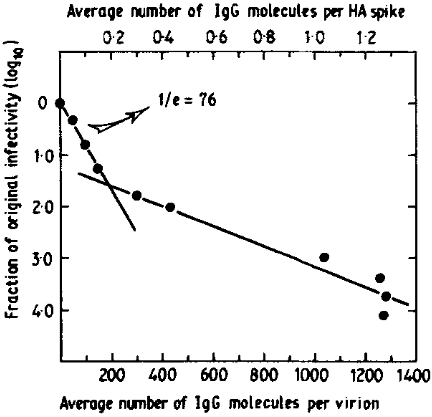 Average number of IgG molecules per HA spike
0·2 0·4 0·6 0·8 1·0 1·2
Fraction of original infectivity (log10)
0
1·0
2·0
3·0
4·0
1/e = 76
0 200 400 600 800 1000 1200 1400
Average number of IgG molecules per virion